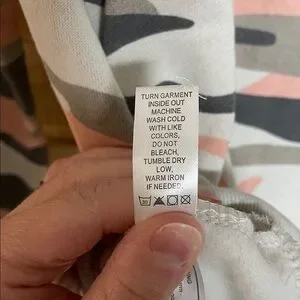 TURN GARMENT
INSIDE OUT
MACHINE
WASH COLD
WITH LIKE
COLORS,
DO NOT
BLEACH,
TUMBLE DRY
LOW,
WARM IRON
IF NEEDED.